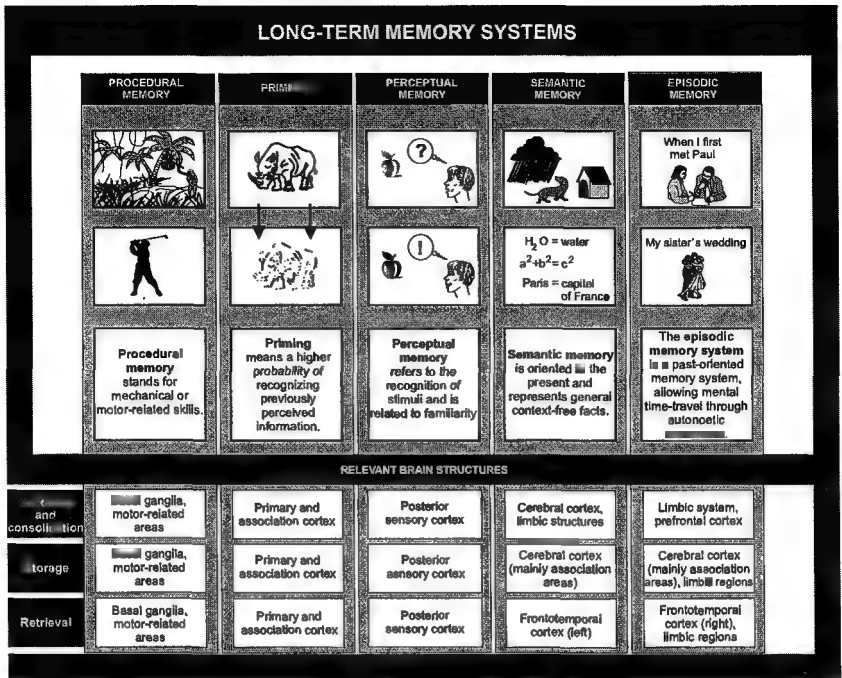 LONG-TERM MEMORY SYSTEMS
PROCEDURAL
MEMORY
PERCEPTUAL
MEMORY
SEMANTIC
MEMORY
EPISODIC
MEMORY
?
When I first
met Paul
!
H₂O = water
a²+b²=c²
Paris = capital
of France
My sister's wedding
Procedural
memory
stands for
mechanical or
motor-related skills.
Priming
means a higher
probability of
recognizing
previously
perceived
information.
Perceptual
memory
refers to the
recognition of
stimuli and is
related to familiarity
Semantic memory
is oriented the
present and
represents general
context-free facts.
The episodic
memory system
past-oriented
memory system,
allowing mental
time-travel through
autonoetic
RELEVANT BRAIN STRUCTURES
and
ganglia,
motor-related
areas
Primary and
association cortex
Posterior
sensory cortex
Cerebral cortex,
limbic structures
Limbic system,
prefrontal cortex
ganglia,
motor-related
areas
Primary and
association cortex
Posterior
sensory cortex
Cerebral cortex
(mainly association
areas)
Cerebral cortex
(mainly association
areas), regions
Retrieval
Basal ganglia,
motor-related
areas
Primary and
association cortex
Posterior
sensory cortex
Frontotemporal
cortex (left)
Frontotemporal
cortex (right),
limbic regions